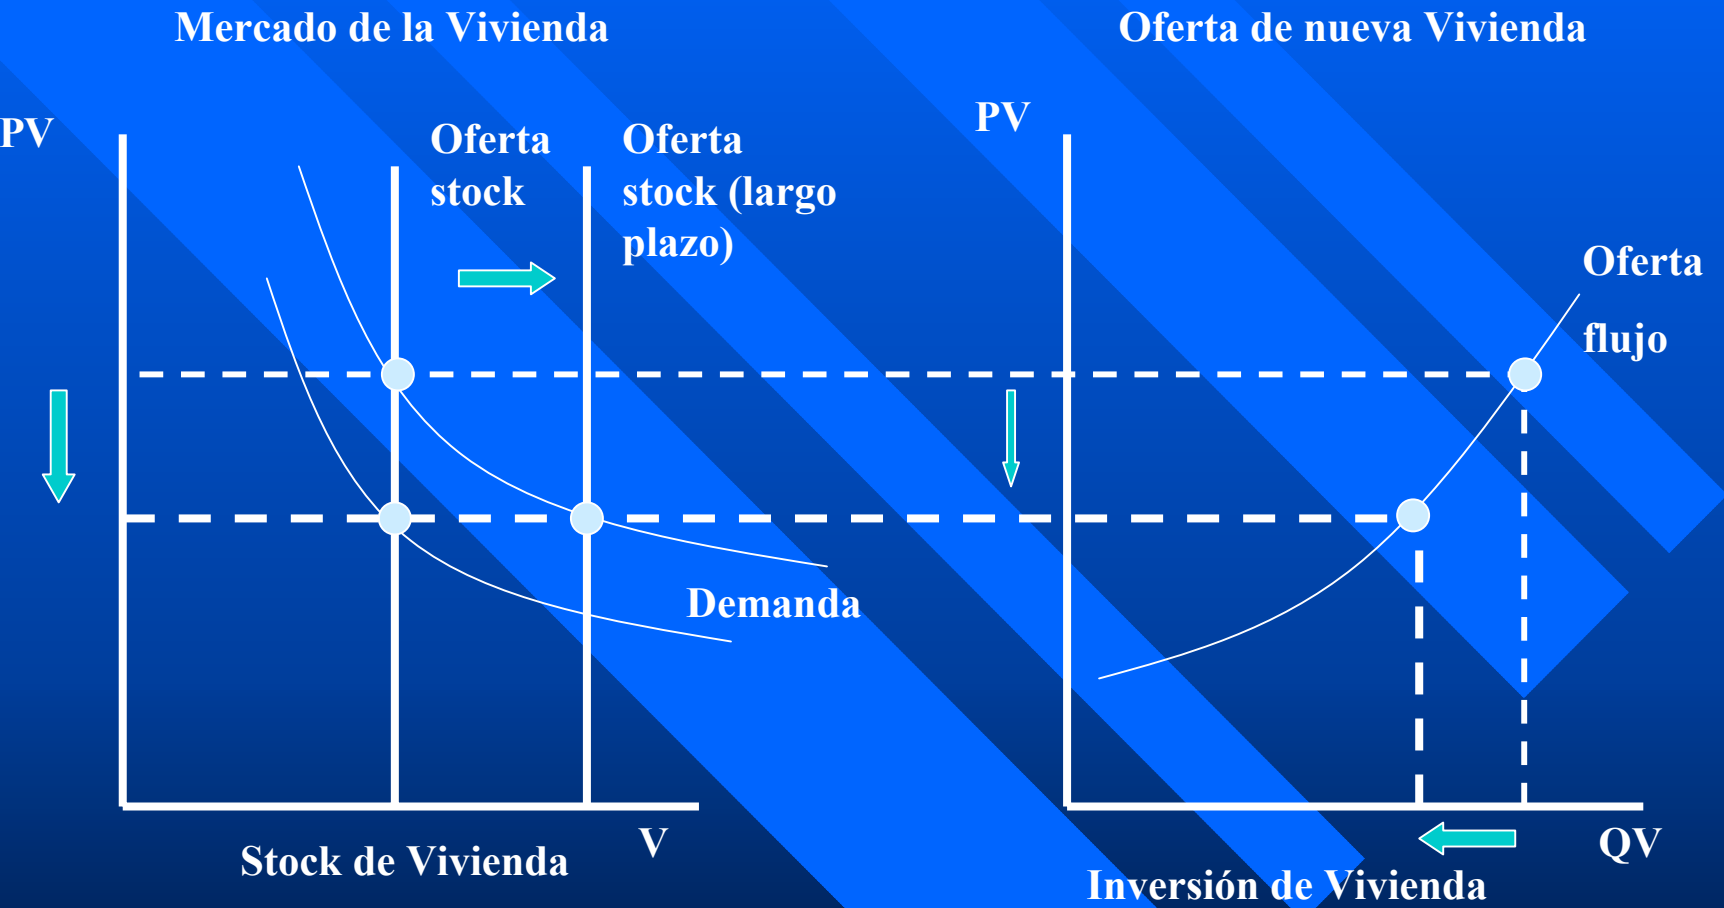 Mercado de la Vivienda
Oferta de nueva Vivienda
PV
Oferta
stock
Oferta
stock (largo
plazo)
Demanda
V
Stock de Vivienda
PV
Oferta
flujo
QV
Inversión de Vivienda